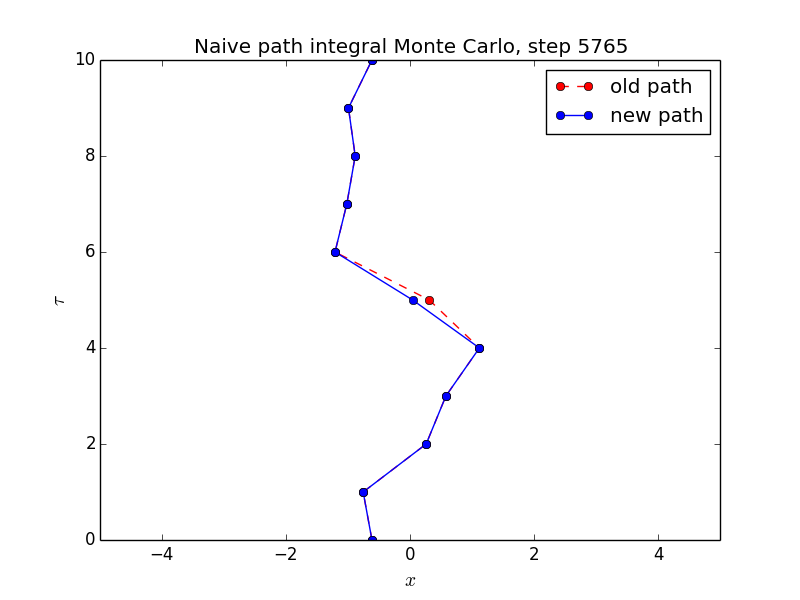 Naive path integral Monte Carlo, step 5765
old path
new path
10
8
6
4
2
0
τ
−4 −2 0 2 4
x